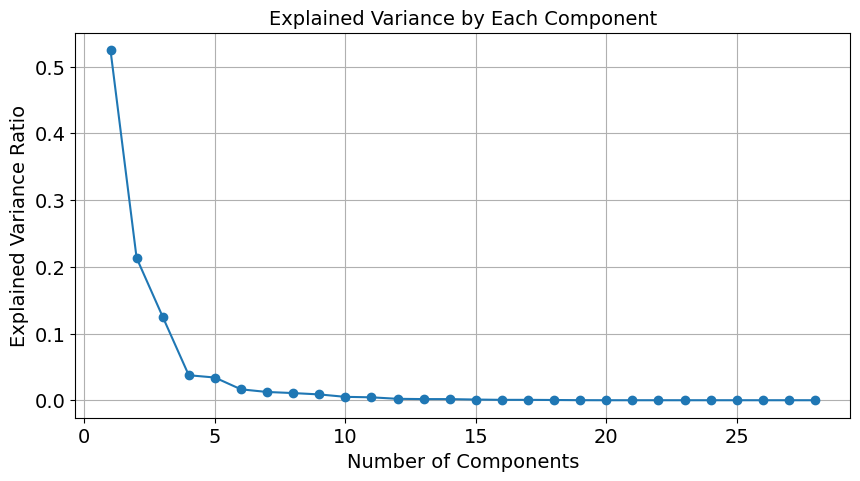 Explained Variance by Each Component
Explained Variance Ratio
0.5
0.4
0.3
0.2
0.1
0.0
0 5 10 15 20 25
Number of Components